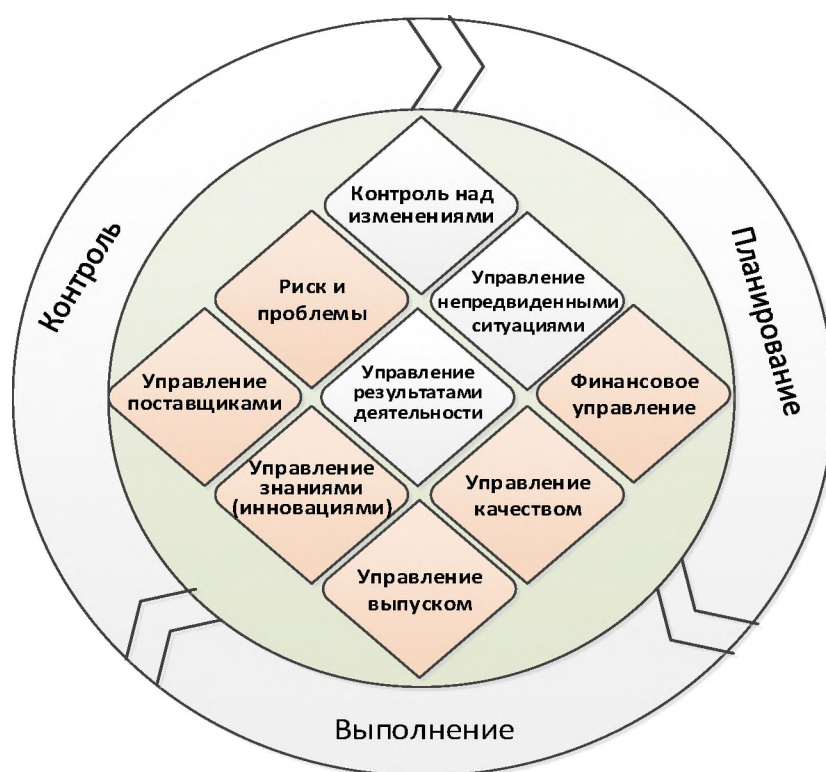 Контроль над
изменениями
Риск и
проблемы
Управление
непредвиденными
ситуациями
Управление
поставщиками
Управление
результатами
деятельности
Финансовое
управление
Управление
знаниями
(инновациями)
Управление
качеством
Управление
выпуском
Контроль
Планирование
Выполнение